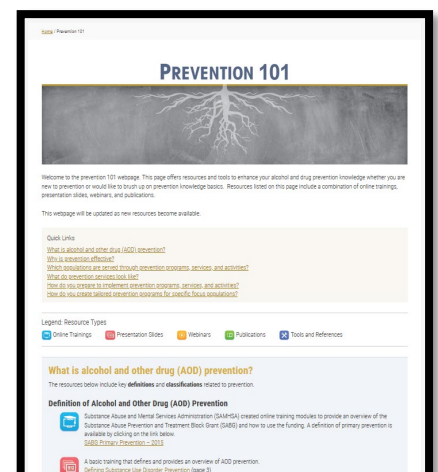 Home / Prevention 101
PREVENTION 101
Welcome to the prevention 101 webpage. This page offers resources and tools to enhance your alcohol and drug prevention knowledge whether you are
new to prevention or would like to brush up on prevention knowledge basics. Resources listed on this page include a combination of online trainings,
presentation slides, webinars, and publications.
This webpage will be updated as new resources become available.
Quick Links
What is alcohol and other drug (AOD) prevention?
Why is prevention effective?
Which populations are served through prevention programs, services, and activities?
What do prevention services look like?
How do you prepare to implement prevention programs, services, and activities?
How do you create tailored prevention programs for specific focus populations?
Legend: Resource Types
Online Trainings Presentation Slides Webinars Publications Tools and References
What is alcohol and other drug (AOD) prevention?
The resources below include key definitions and classifications related to prevention.
Definition of Alcohol and Other Drug (AOD) Prevention
Substance Abuse and Mental Services Administration (SAMHSA) created online training modules to provide an overview of the
Substance Abuse Prevention and Treatment Block Grant (SABG) and how to use the funding. A definition of primary prevention is
available by clicking on the link below.
SABG Primary Prevention – 2015
A basic training that defines and provides an overview of AOD prevention.
Defining Substance Use Disorder Prevention (page 3)